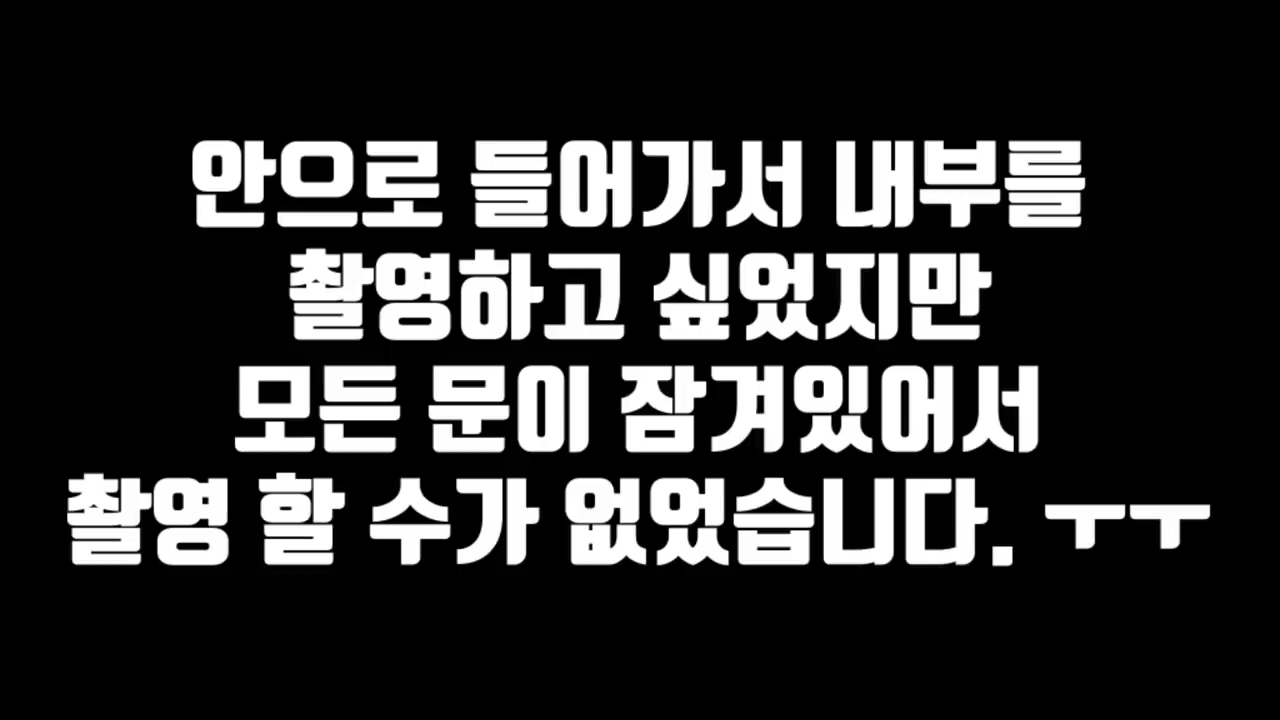 안으로 들어가서 내부를
촬영하고 싶었지만
모든 문이 잠겨있어서
촬영 할 수가 없었습니다. ㅜㅜ